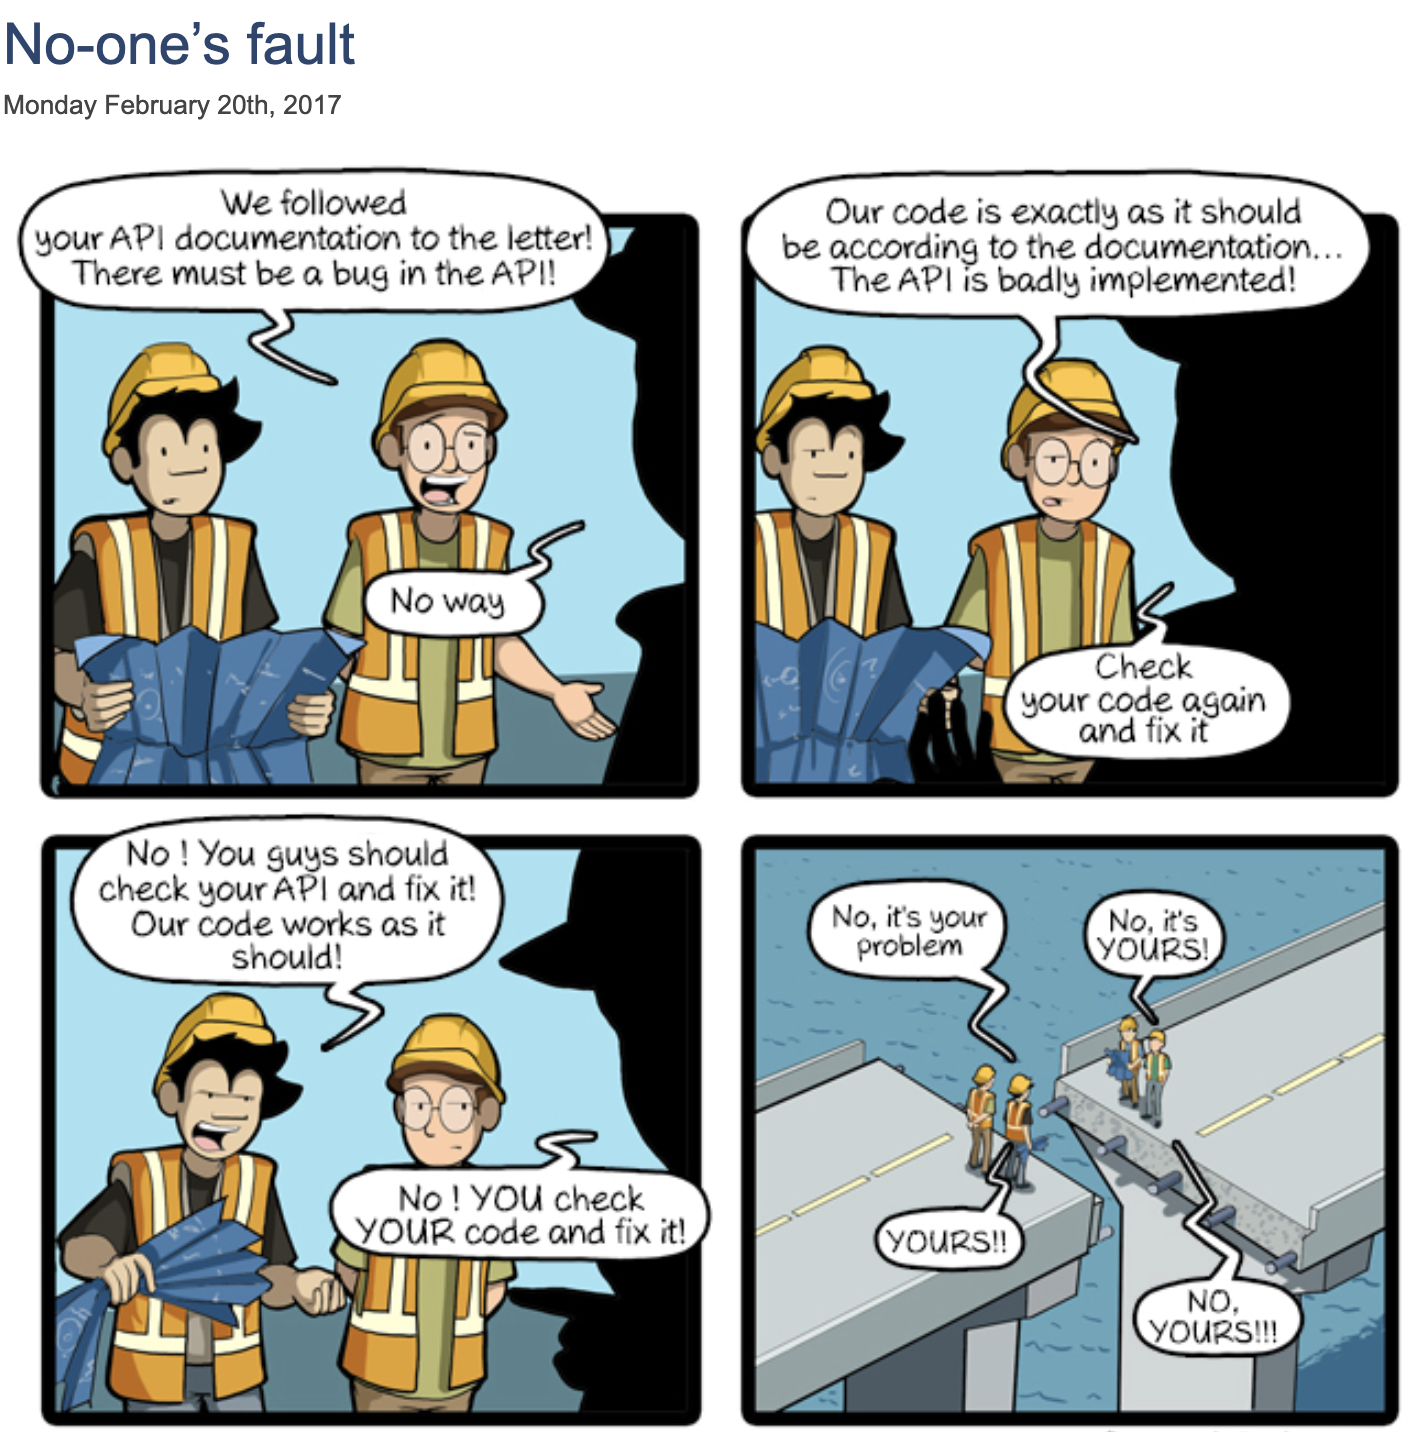 No-one’s fault
Monday February 20th, 2017
We followed
your API documentation to the letter!
There must be a bug in the API!
No way
Our code is exactly as it should
be according to the documentation...
The API is badly implemented!
Check
your code again
and fix it
No ! You guys should
check your API and fix it!
Our code works as it
should!
No ! YOU check
YOUR code and fix it!
No, it's your
problem
No, it's
YOURS!
YOURS!!
NO,
YOURS!!!